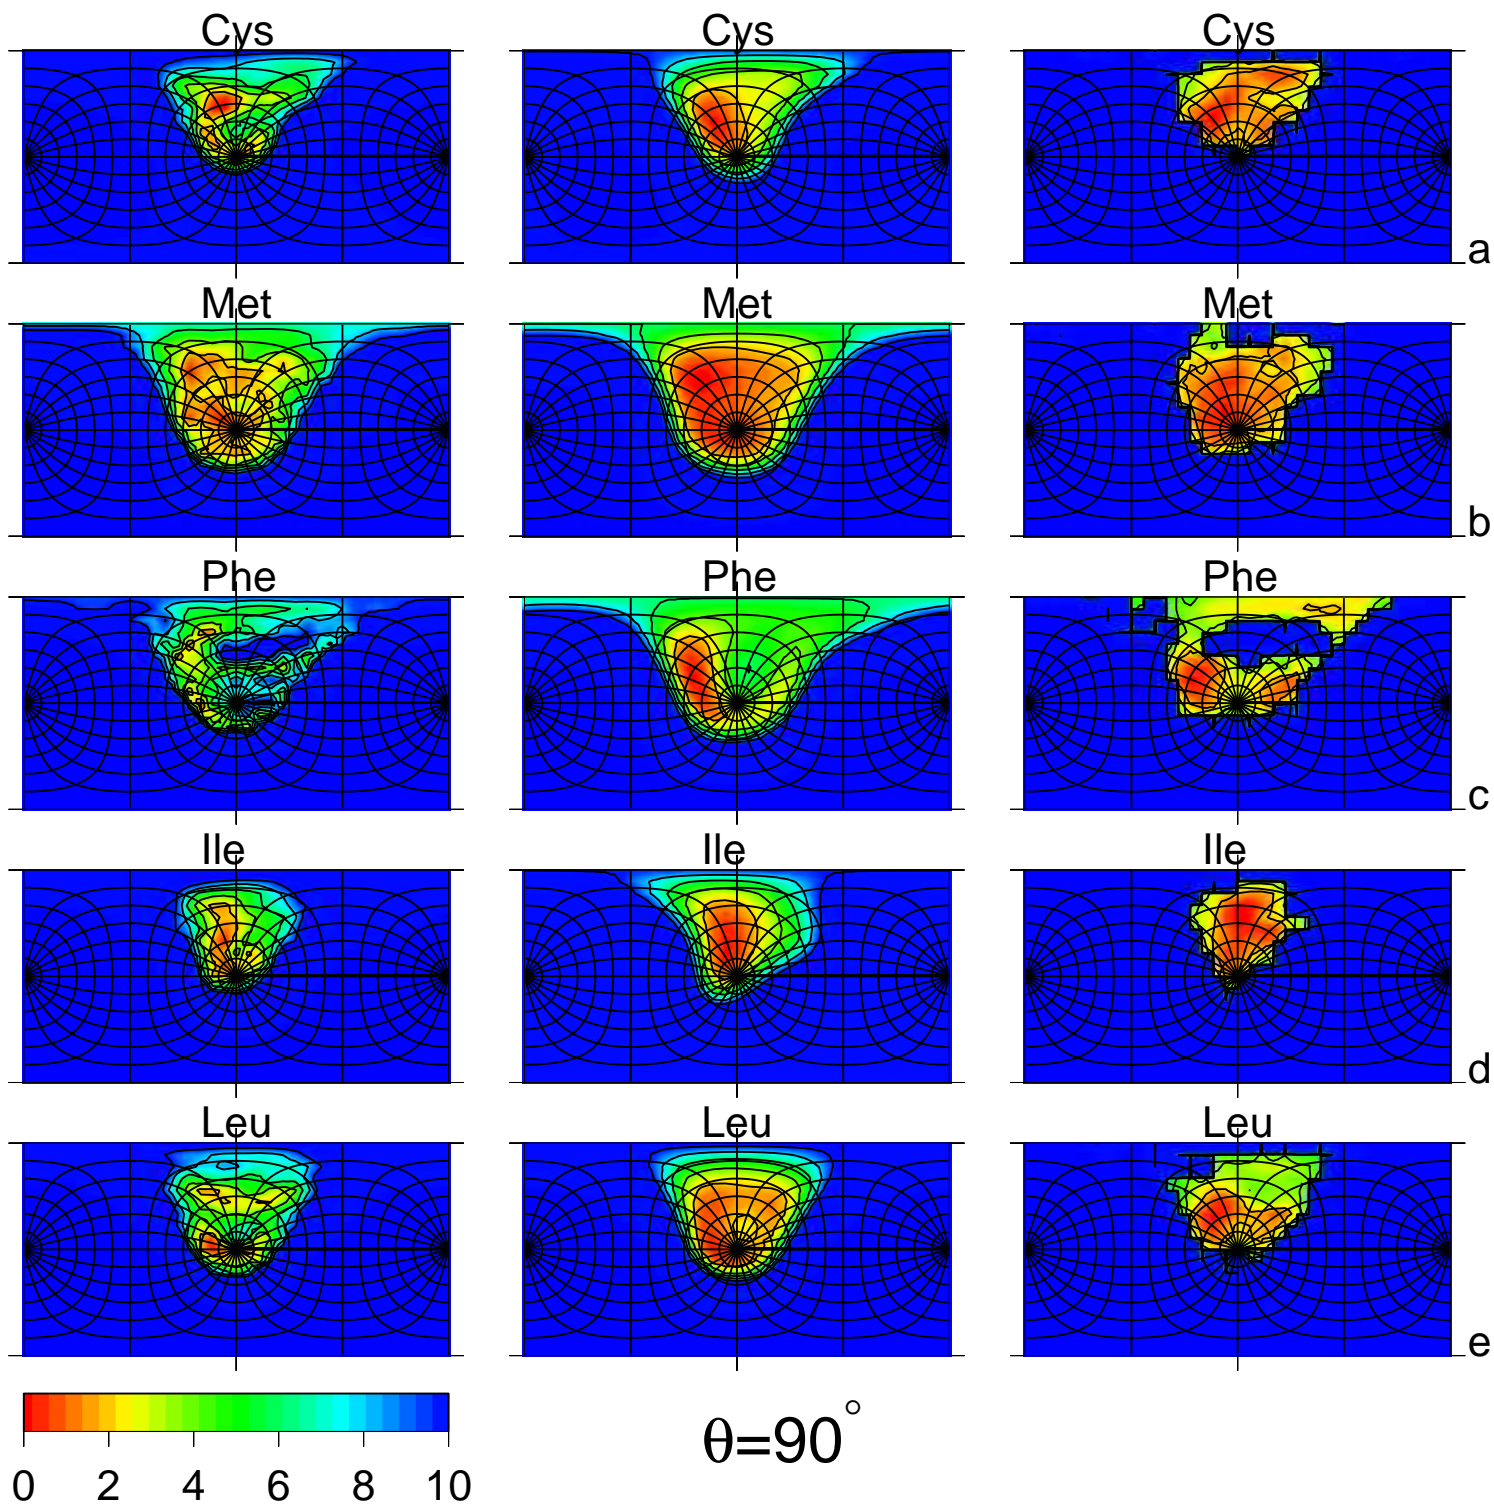 Cys Cys Cys
a
Met Met Met
b
Phe Phe Phe
c
Ile Ile Ile
d
Leu Leu Leu
e
θ=90°
0 2 4 6 8 10